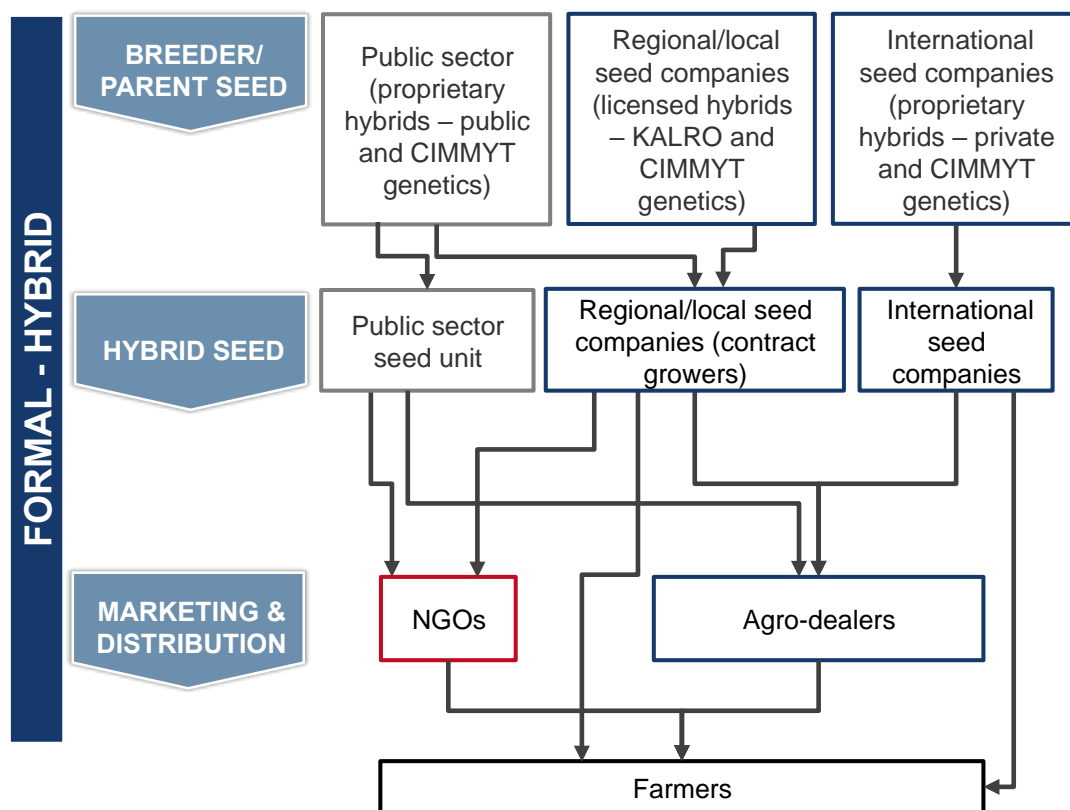 FORMAL - HYBRID
BREEDER/
PARENT SEED
Public sector
(proprietary
hybrids – public
and CIMMYT
genetics)
Regional/local
seed companies
(licensed hybrids
– KALRO and
CIMMYT
genetics)
International
seed companies
(proprietary
hybrids – private
and CIMMYT
genetics)
HYBRID SEED
Public sector
seed unit
Regional/local seed
companies (contract
growers)
International
seed
companies
MARKETING &
DISTRIBUTION
NGOs
Agro-dealers
Farmers